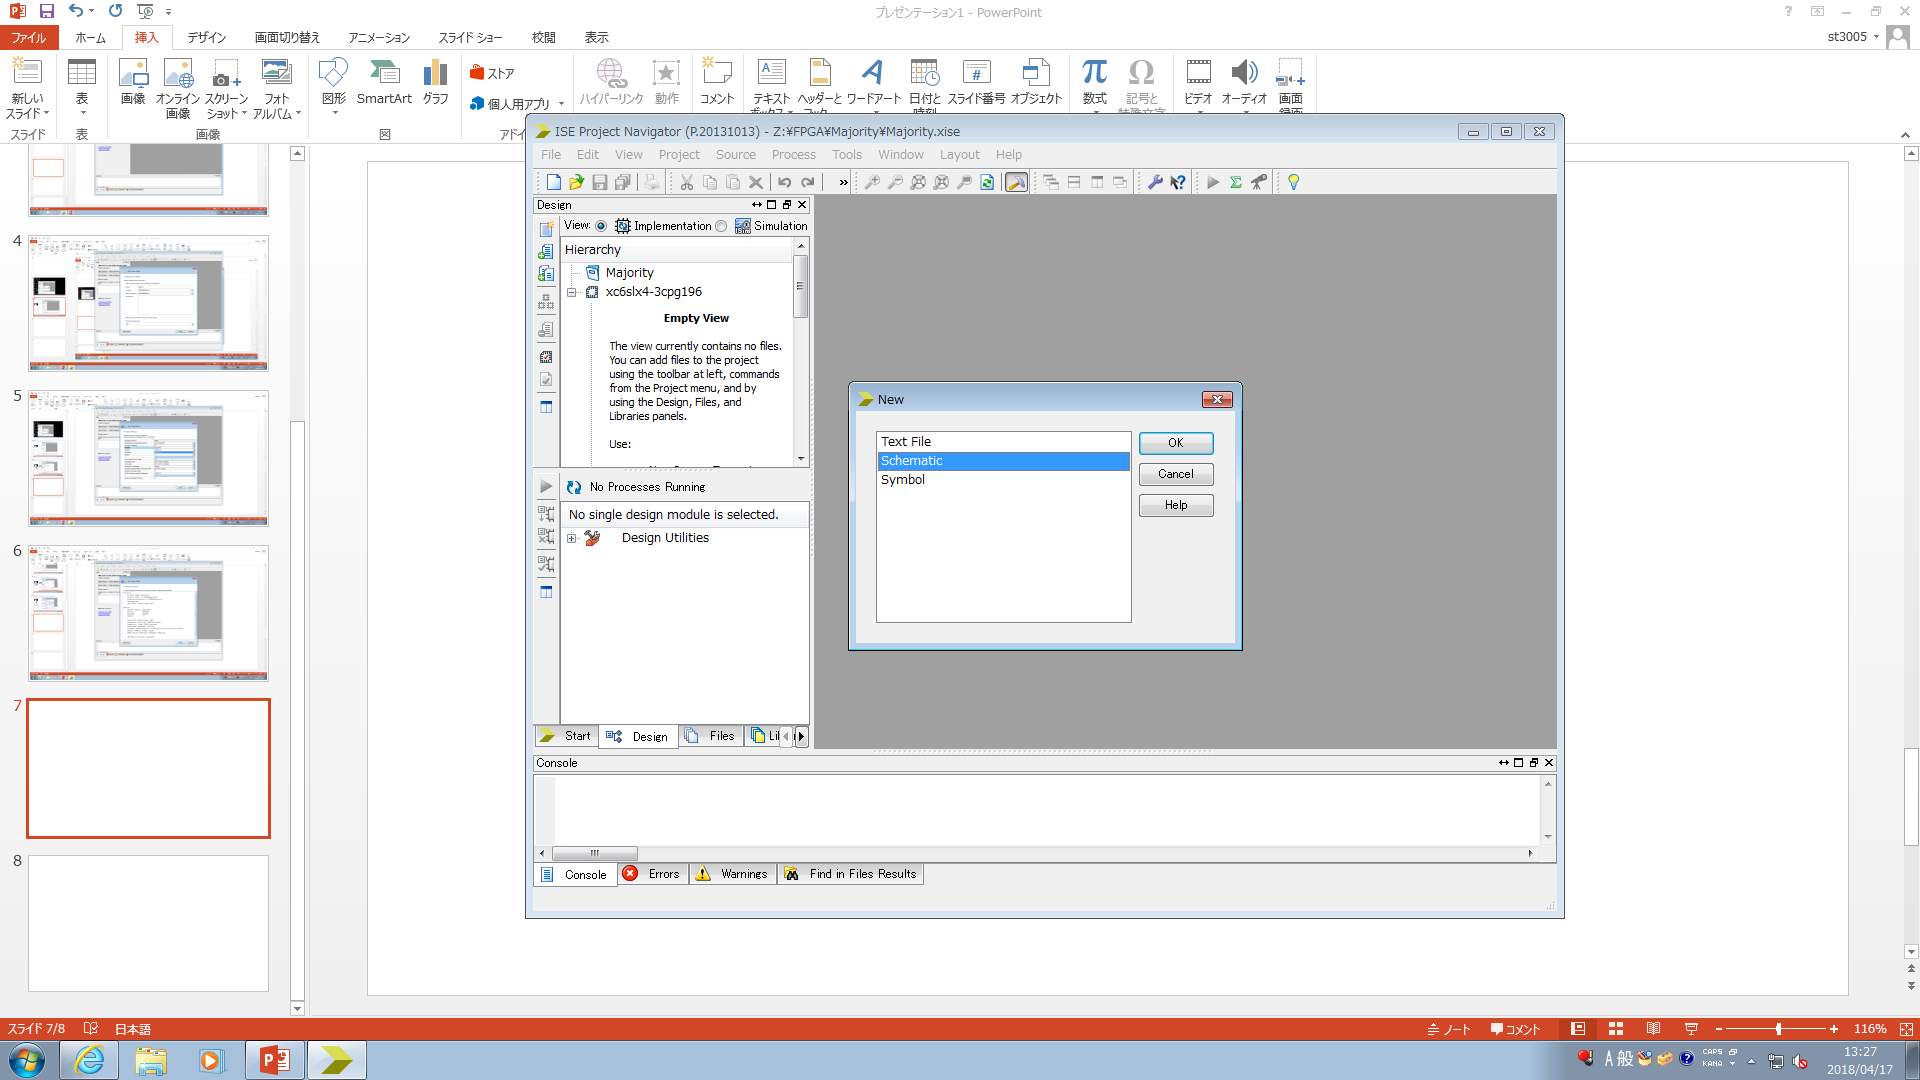 プレゼンテーション1 - PowerPoint
ファイル ホーム 挿入 デザイン 画面切り替え アニメーション スライド ショー 校閲 表示
st3005
新しい スライド
表
画像
オンライン 画像
スクリーン ショット
フォト アルバム
図形
SmartArt
グラフ
ストア
個人用アプリ
ハイパーリンク
動作
コメント
テキスト
ヘッダーと
ワードアート
日付と
スライド番号
オブジェクト
数式
記号と
ビデオ
オーディオ
画面
スライド 表 画像 図
ISE Project Navigator (P.20131013) - Z:¥FPGA¥Majority¥Majority.xise
File Edit View Project Source Process Tools Window Layout Help
Design
View: Implementation Simulation
Hierarchy
Majority
xc6slx4-3cpg196
Empty View
The view currently contains no files.
You can add files to the project
using the toolbar at left, commands
from the Project menu, and by
using the Design, Files, and
Libraries panels.
Use:
No Processes Running
No single design module is selected.
Design Utilities
Start Design Files
New
Text File
Schematic
Symbol
OK
Cancel
Help
Console
Console Errors Warnings Find in Files Results
4
5
6
7
8
スライド 7/8 日本語
ノート コメント 116%
A 般 CAPS KANA
13:27
2018/04/17